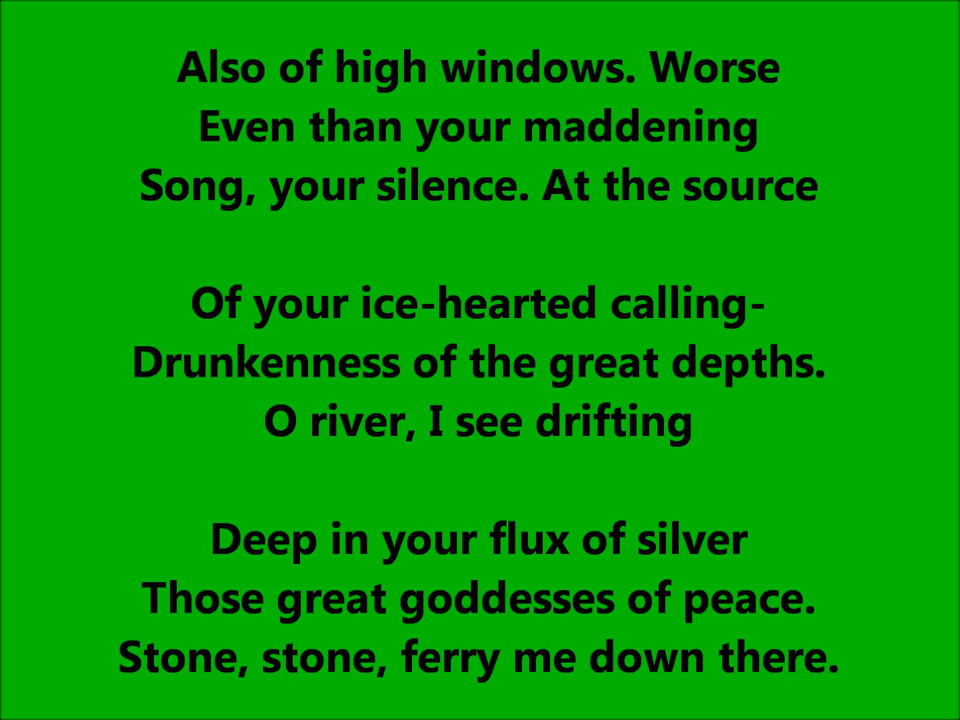 Also of high windows. Worse
Even than your maddening
Song, your silence. At the source
Of your ice-hearted calling-
Drunkenness of the great depths.
O river, I see drifting
Deep in your flux of silver
Those great goddesses of peace.
Stone, stone, ferry me down there.